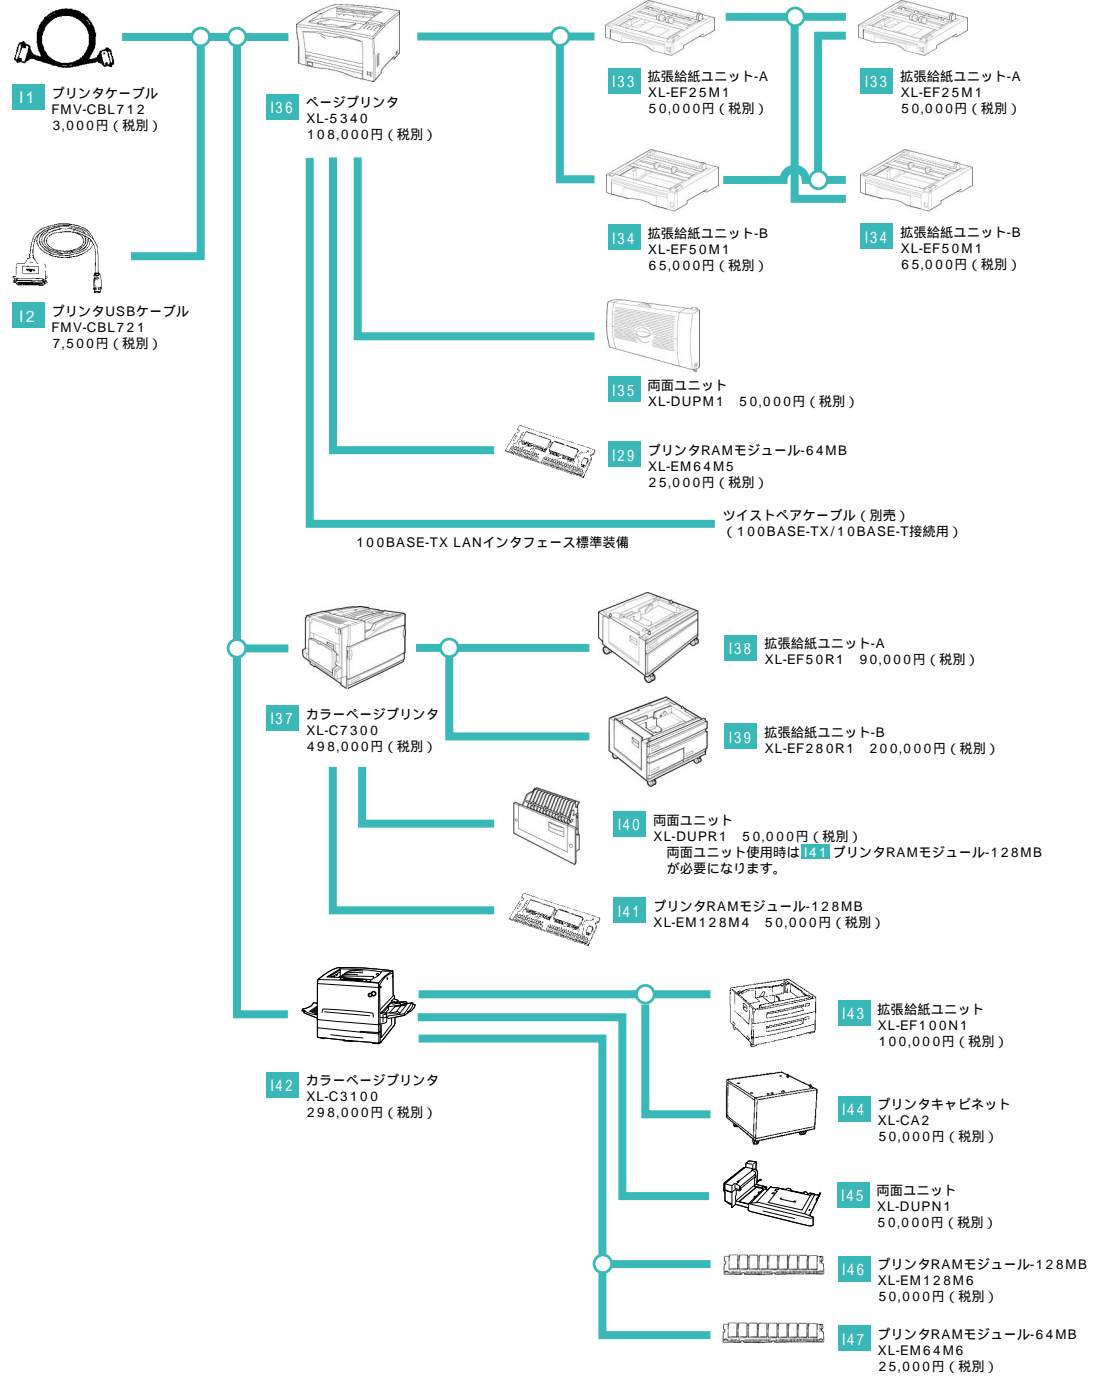 I1 プリンタケーブル
FMV-CBL712
3,000円（税別）
I2 プリンタUSBケーブル
FMV-CBL721
7,500円（税別）
I36 ページプリンタ
XL-5340
108,000円（税別）
I33 拡張給紙ユニット-A
XL-EF25M1
50,000円（税別）
I33 拡張給紙ユニット-A
XL-EF25M1
50,000円（税別）
I34 拡張給紙ユニット-B
XL-EF50M1
65,000円（税別）
I34 拡張給紙ユニット-B
XL-EF50M1
65,000円（税別）
I35 両面ユニット
XL-DUPM1　50,000円（税別）
I29 プリンタRAMモジュール-64MB
XL-EM64M5
25,000円（税別）
ツイストペアケーブル（別売）
（100BASE-TX/10BASE-T接続用）
100BASE-TX LANインタフェース標準装備
I37 カラーページプリンタ
XL-C7300
498,000円（税別）
I38 拡張給紙ユニット-A
XL-EF50R1　90,000円（税別）
I39 拡張給紙ユニット-B
XL-EF280R1　200,000円（税別）
I40 両面ユニット
XL-DUPR1　50,000円（税別）
両面ユニット使用時は I41 プリンタRAMモジュール-128MB
が必要になります。
I41 プリンタRAMモジュール-128MB
XL-EM128M4　50,000円（税別）
I42 カラーページプリンタ
XL-C3100
298,000円（税別）
I43 拡張給紙ユニット
XL-EF100N1
100,000円（税別）
I44 プリンタキャビネット
XL-CA2
50,000円（税別）
I45 両面ユニット
XL-DUPN1
50,000円（税別）
I46 プリンタRAMモジュール-128MB
XL-EM128M6
50,000円（税別）
I47 プリンタRAMモジュール-64MB
XL-EM64M6
25,000円（税別）